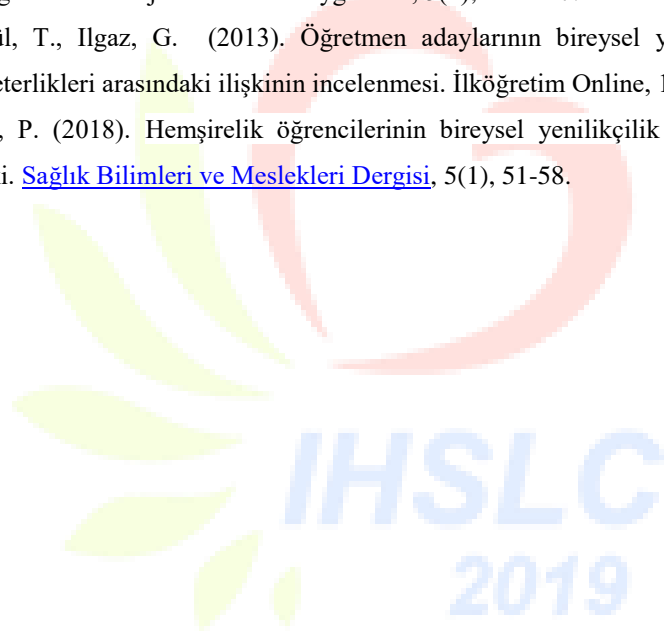 ül, T., Ilgaz, G. (2013). Öğretmen adaylarının bireysel y
eterlikleri arasındaki ilişkinin incelenmesi. İlköğretim Online, 1
, P. (2018). Hemşirelik öğrencilerinin bireysel yenilikçilik
i. Sağlık Bilimleri ve Meslekleri Dergisi, 5(1), 51-58.
IHSLC
2019